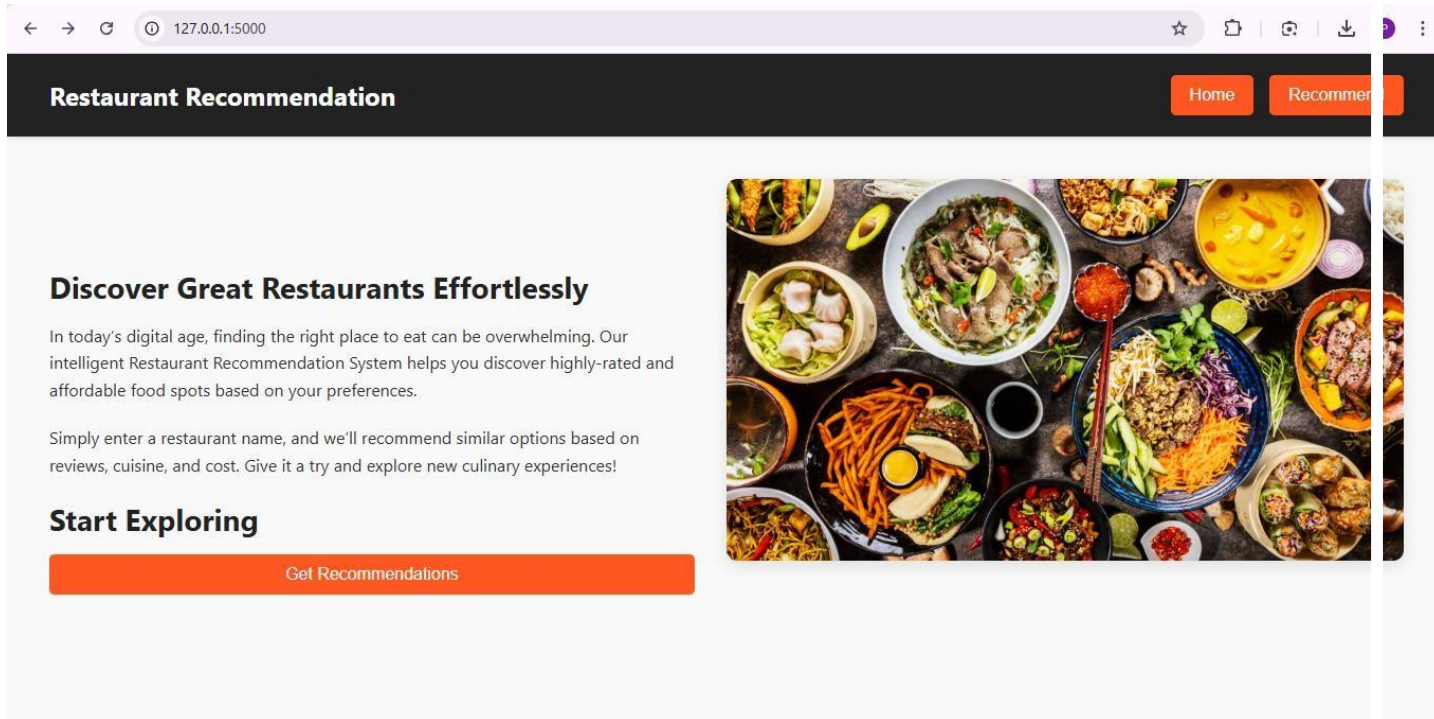 127.0.0.1:5000
Restaurant Recommendation
Home
Recommend
Discover Great Restaurants Effortlessly
In today’s digital age, finding the right place to eat can be overwhelming. Our
intelligent Restaurant Recommendation System helps you discover highly-rated and
affordable food spots based on your preferences.
Simply enter a restaurant name, and we’ll recommend similar options based on
reviews, cuisine, and cost. Give it a try and explore new culinary experiences!
Start Exploring
Get Recommendations